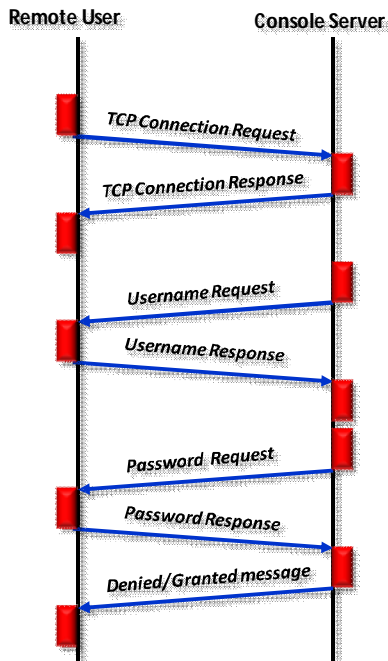 Remote User
Console Server
TCP Connection Request
TCP Connection Response
Username Request
Username Response
Password Request
Password Response
Denied/Granted message